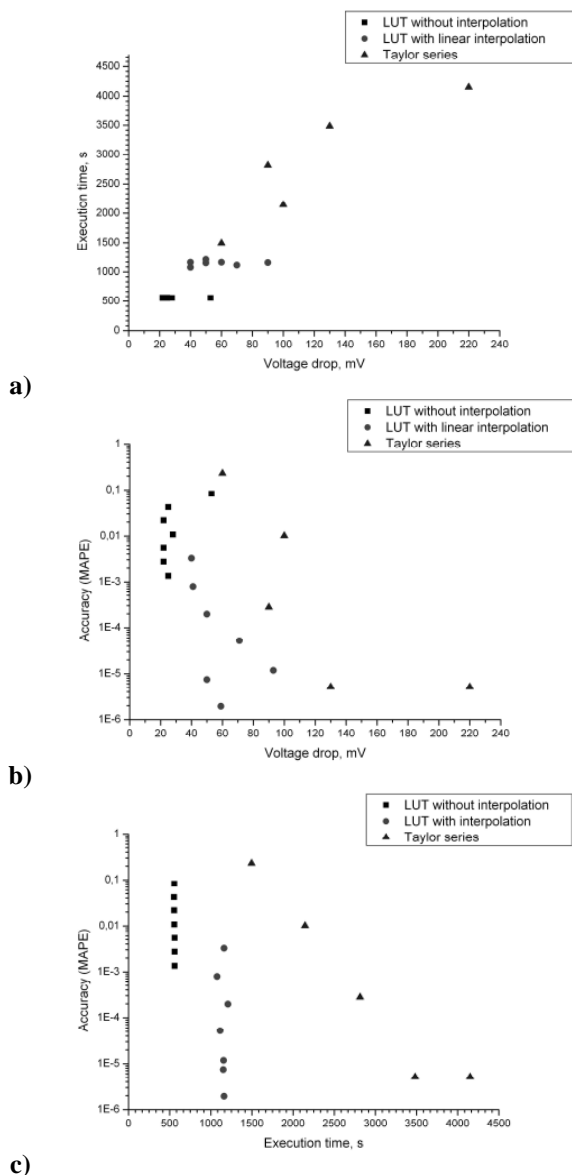 LUT without interpolation
LUT with linear interpolation
Taylor series
4500
4000
3500
3000
2500
2000
1500
1000
500
0
Execution time, s
0 20 40 60 80 100 120 140 160 180 200 220 240
Voltage drop, mV
a)
LUT without interpolation
LUT with linear interpolation
Taylor series
1
0,1
0,01
1E-3
1E-4
1E-5
1E-6
Accuracy (MAPE)
0 20 40 60 80 100 120 140 160 180 200 220 240
Voltage drop, mV
b)
LUT without interpolation
LUT with interpolation
Taylor series
1
0,1
0,01
1E-3
1E-4
1E-5
1E-6
Accuracy (MAPE)
0 500 1000 1500 2000 2500 3000 3500 4000 4500
Execution time, s
c)